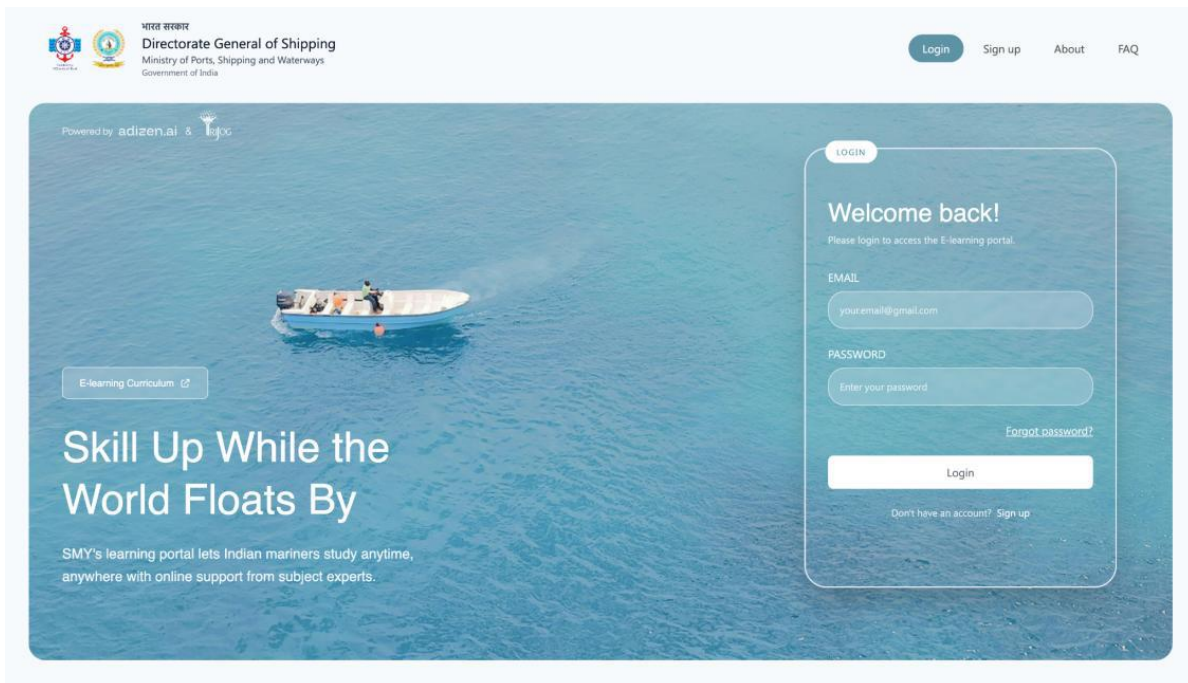 भारत सरकार
Directorate General of Shipping
Ministry of Ports, Shipping and Waterways
Government of India
Login
Sign up
About
FAQ
Powered by adizen.ai &
LOGIN
Welcome back!
Please login to access the E-learning portal.
EMAIL
your.email@gmail.com
PASSWORD
Enter your password
Forgot password?
Login
Don't have an account? Sign up
E-learning Curriculum
Skill Up While the
World Floats By
SMY's learning portal lets Indian mariners study anytime,
anywhere with online support from subject experts.